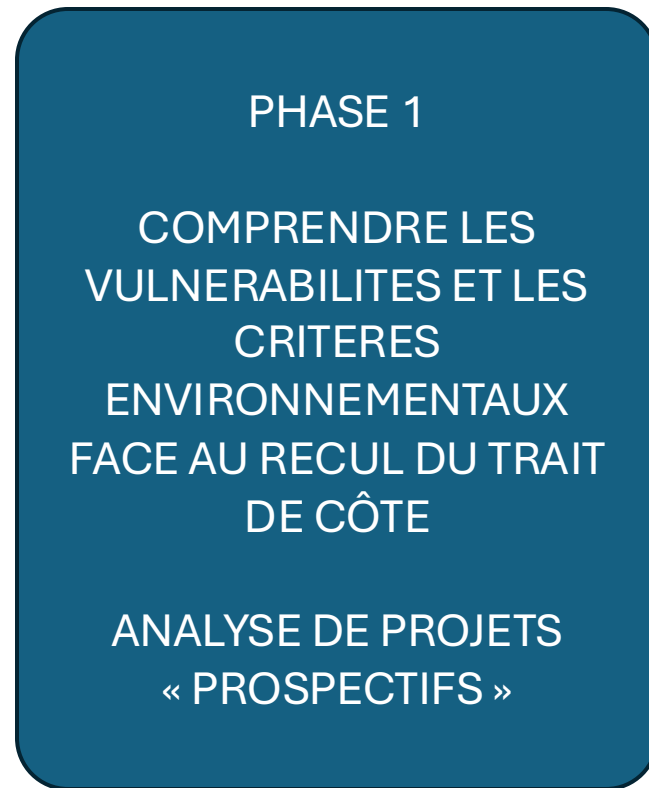 PHASE 1
COMPRENDRE LES
VULNERABILITES ET LES
CRITERES
ENVIRONNEMENTAUX
FACE AU RECUL DU TRAIT
DE CÔTE
ANALYSE DE PROJETS
« PROSPECTIFS »